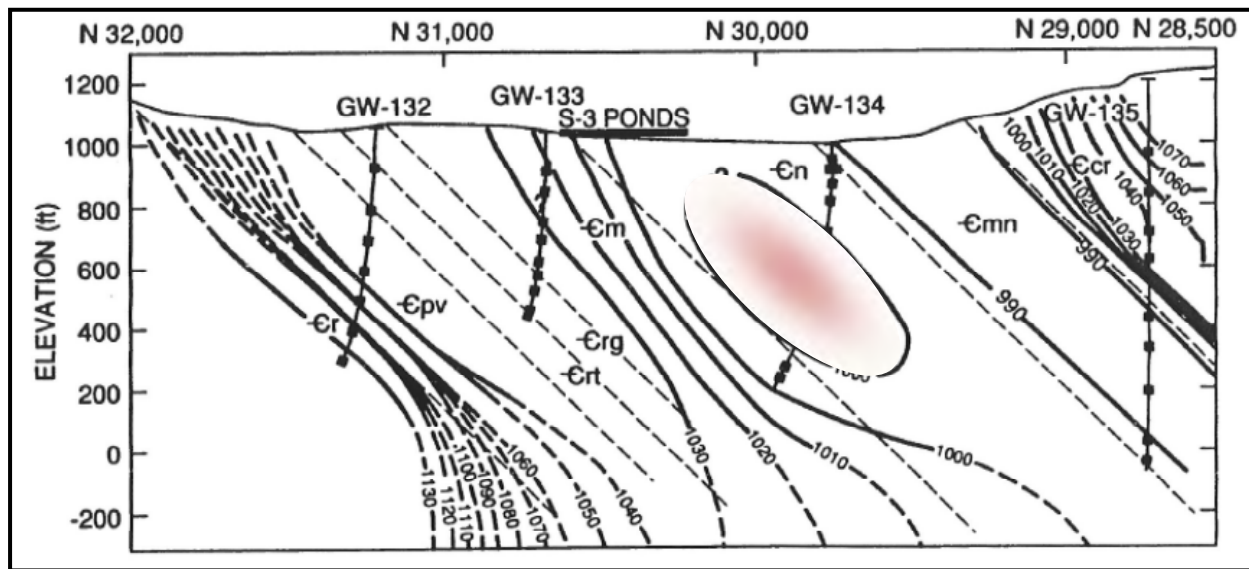 N 32,000 N 31,000 N 30,000 N 29,000 N 28,500
1200
1000
800
600
400
200
0
-200
ELEVATION (ft)
GW-132
GW-133
S-3 PONDS
GW-134
GW-135
Єr
Єpv
Єrg
Єrt
Єm
Єn
Єmn
Єcr
1130
1120
1110
1100
1090
1080
1070
1060
1050
1040
1030
1020
1010
1000
990
990
1000
1010
1020
1030
1040
1050
1060
1070